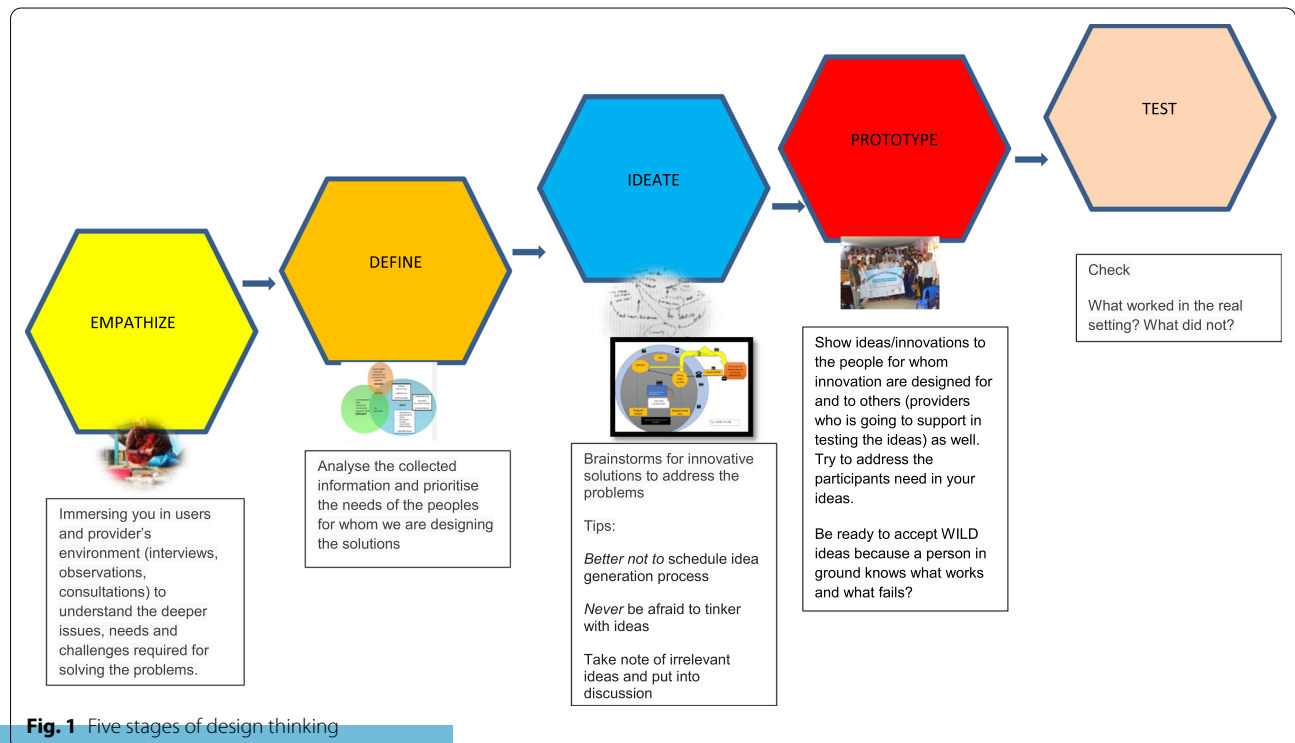 EMPATHIZE
Immersing you in users
and provider's
environment (interviews,
observations,
consultations) to
understand the deeper
issues, needs and
challenges required for
solving the problems.
DEFINE
Analyse the collected
information and prioritise
the needs of the peoples
for whom we are designing
the solutions
IDEATE
Brainstorms for innovative
solutions to address the
problems
Tips:
Better not to schedule idea
generation process
Never be afraid to tinker
with ideas
Take note of irrelevant
ideas and put into
discussion
PROTOTYPE
Show ideas/innovations to
the people for whom
innovation are designed for
and to others (providers
who is going to support in
testing the ideas) as well.
Try to address the
participants need in your
ideas.
Be ready to accept WILD
ideas because a person in
ground knows what works
and what fails?
TEST
Check
What worked in the real
setting? What did not?
Fig. 1 Five stages of design thinking